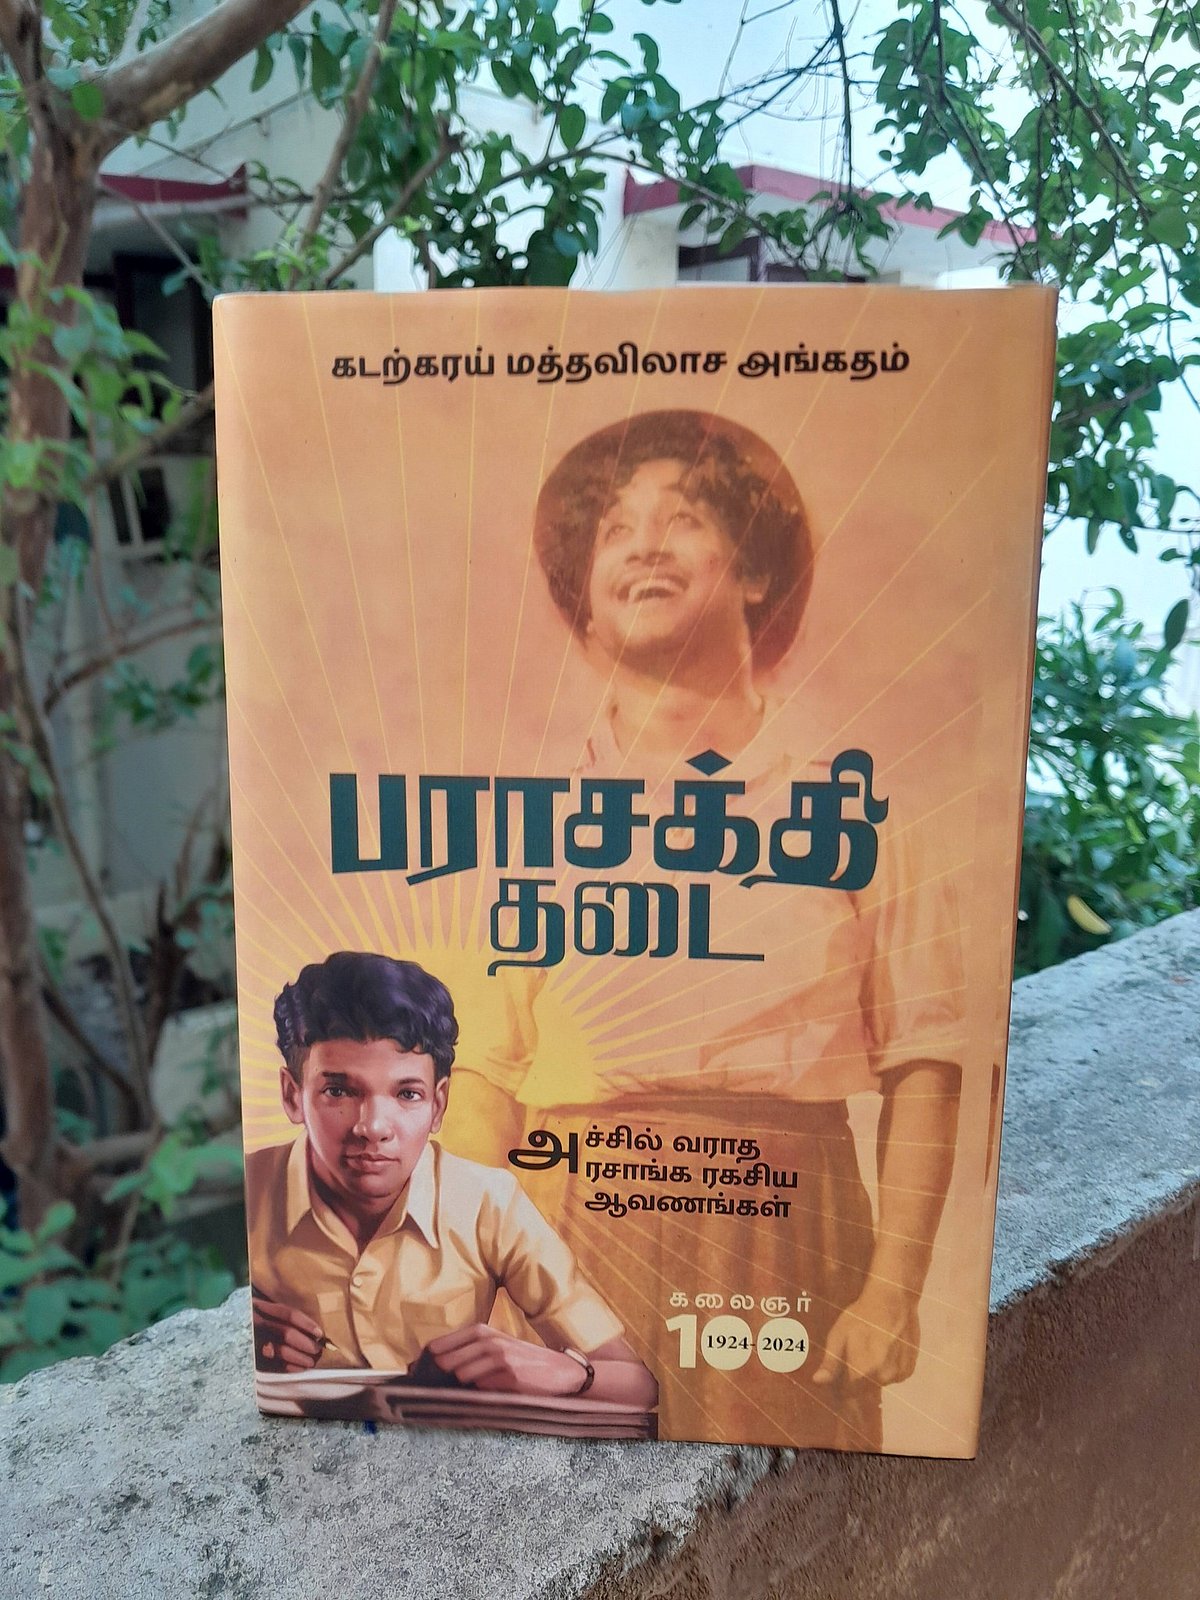 கடற்கரய் மத்தவிலாச அங்கதம்
பராசக்தி
தடை
அச்சில் வராத
ரசாங்க ரகசிய
ஆவணங்கள்
கலைஞர்
100
1924-2024